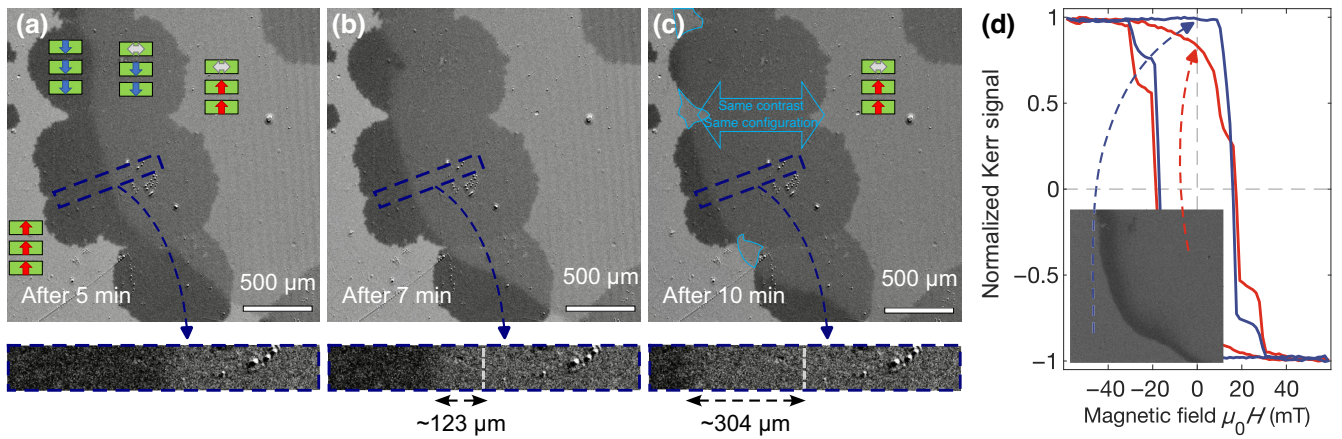 (a)
After 5 min
500 µm
(b)
After 7 min
500 µm
~123 µm
(c)
Same contrast
Same configuration
After 10 min
500 µm
~304 µm
(d)
Normalized Kerr signal
1
0.5
0
−0.5
−1
−40 −20 0 20 40
Magnetic field µ₀H (mT)